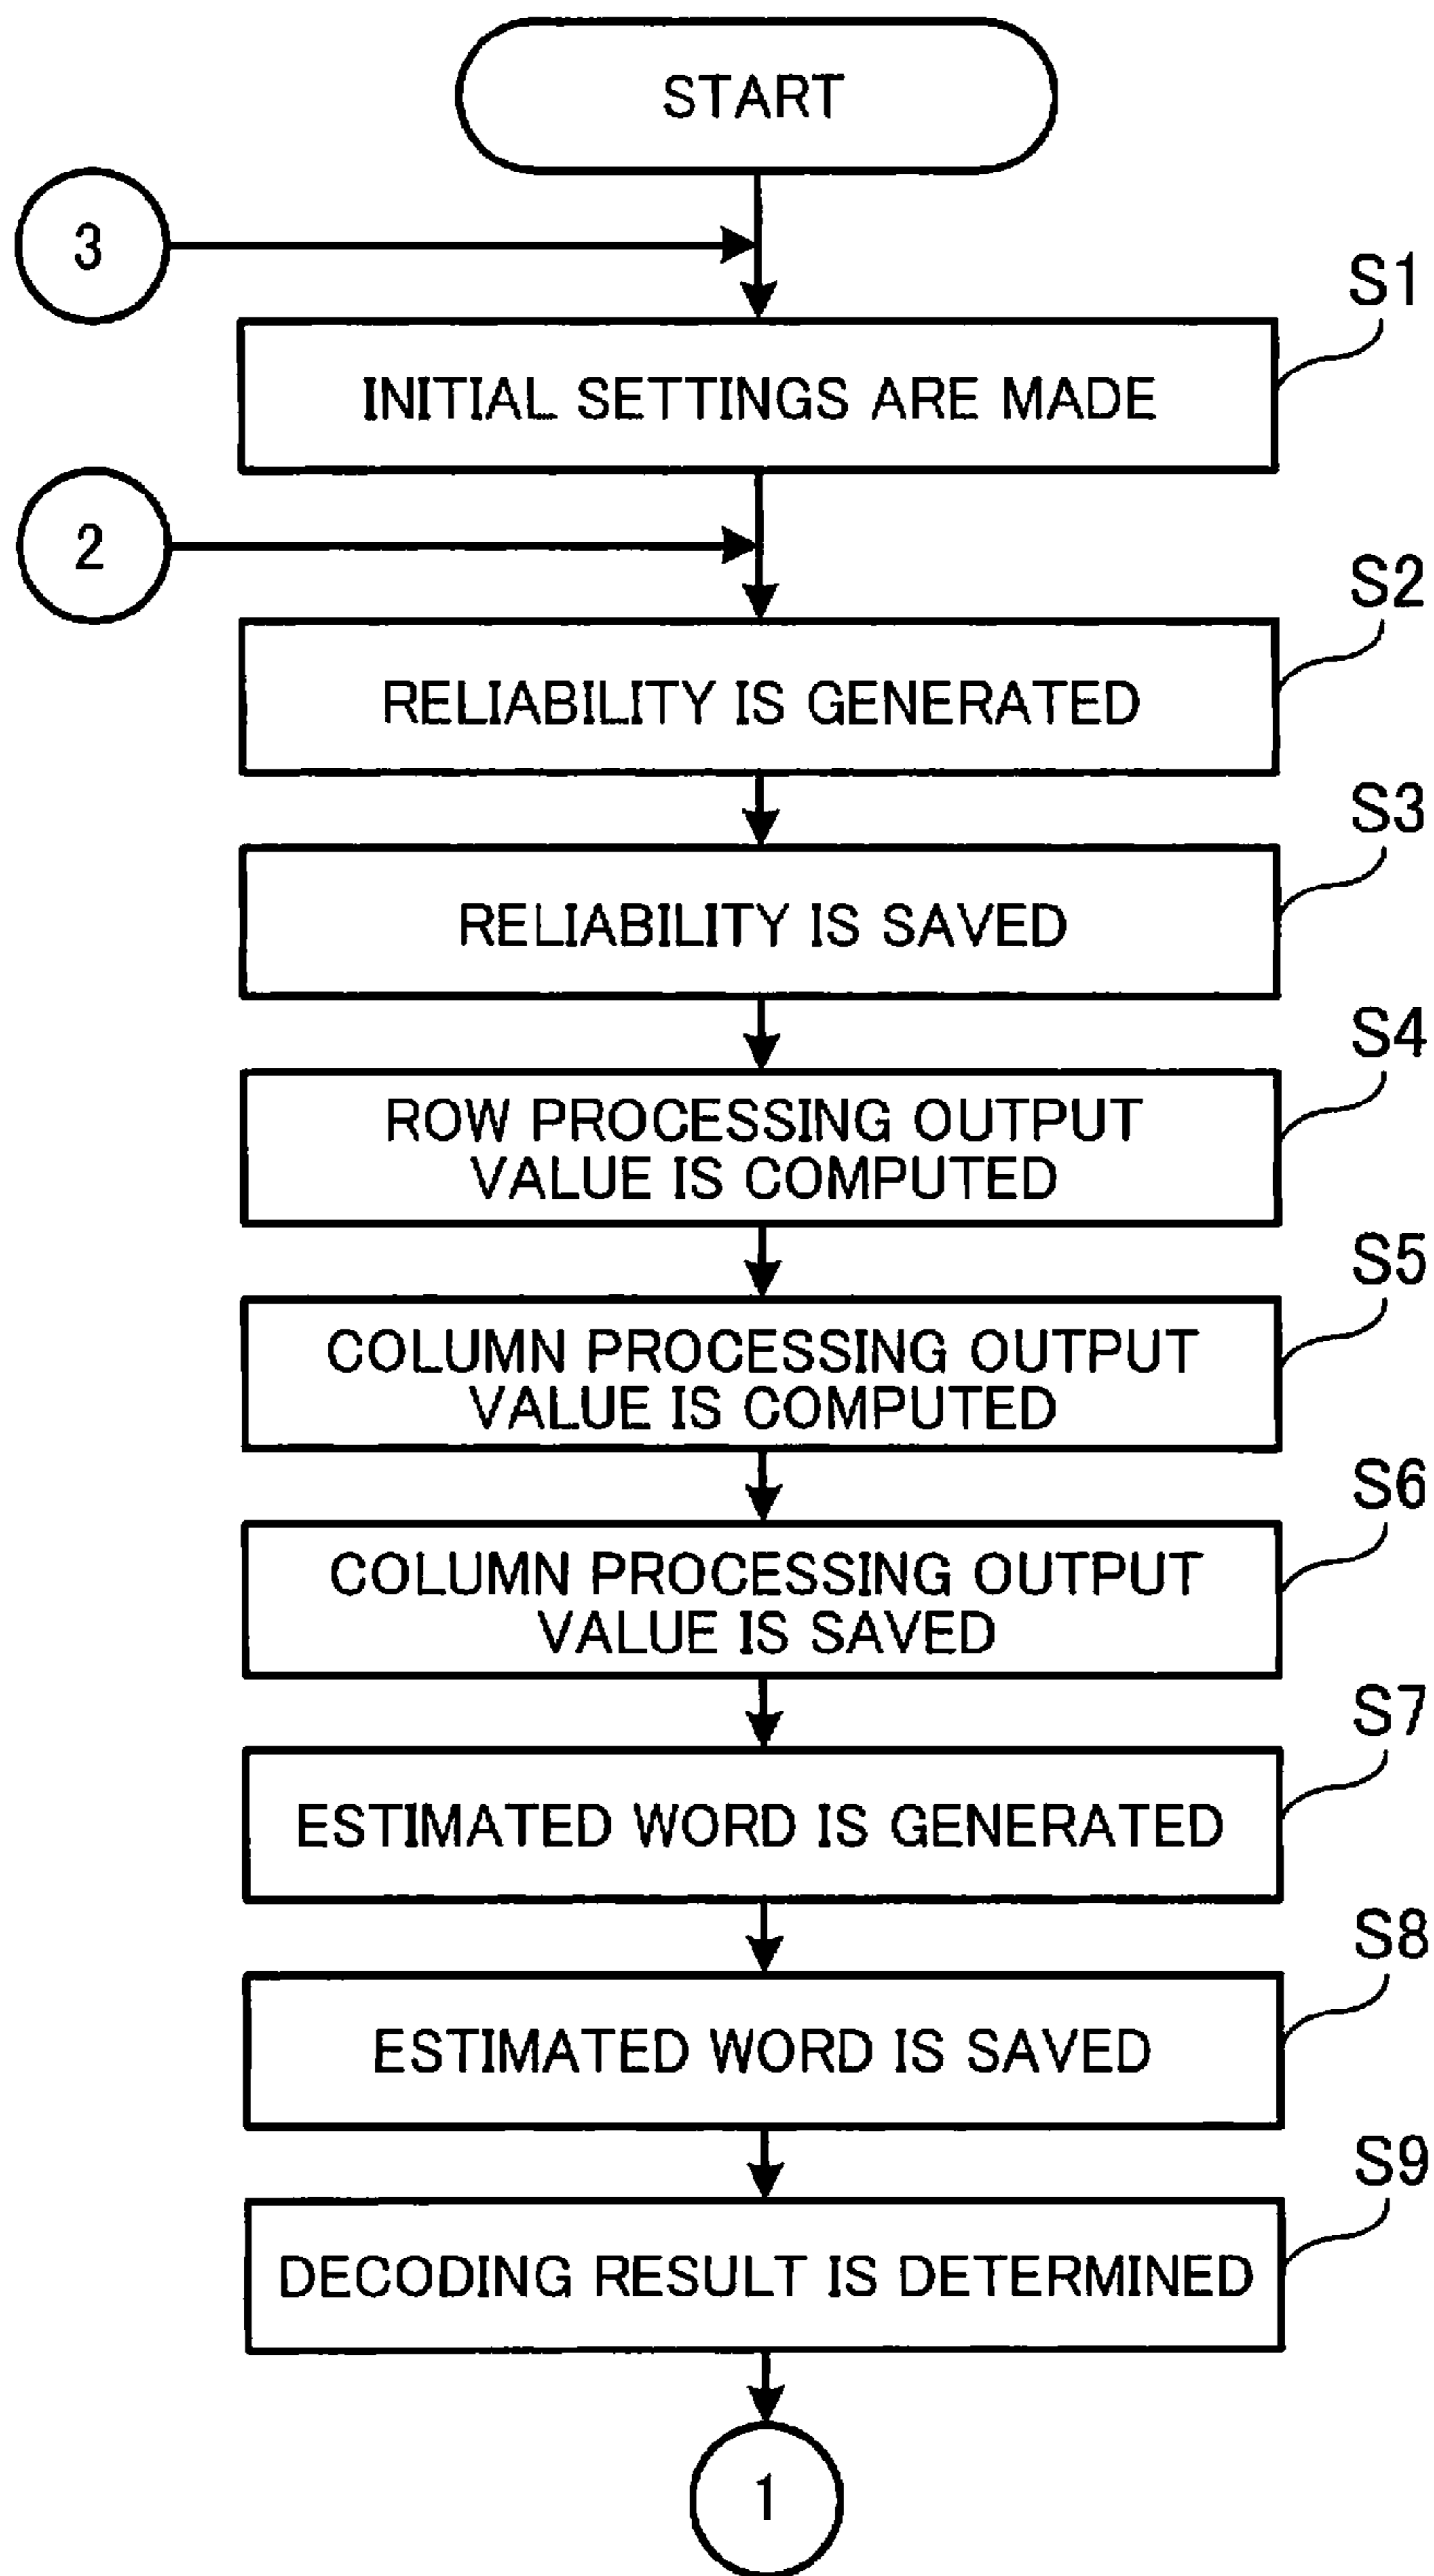 START
3
S1
INITIAL SETTINGS ARE MADE
2
S2
RELIABILITY IS GENERATED
S3
RELIABILITY IS SAVED
S4
ROW PROCESSING OUTPUT
VALUE IS COMPUTED
S5
COLUMN PROCESSING OUTPUT
VALUE IS COMPUTED
S6
COLUMN PROCESSING OUTPUT
VALUE IS SAVED
S7
ESTIMATED WORD IS GENERATED
S8
ESTIMATED WORD IS SAVED
S9
DECODING RESULT IS DETERMINED
1